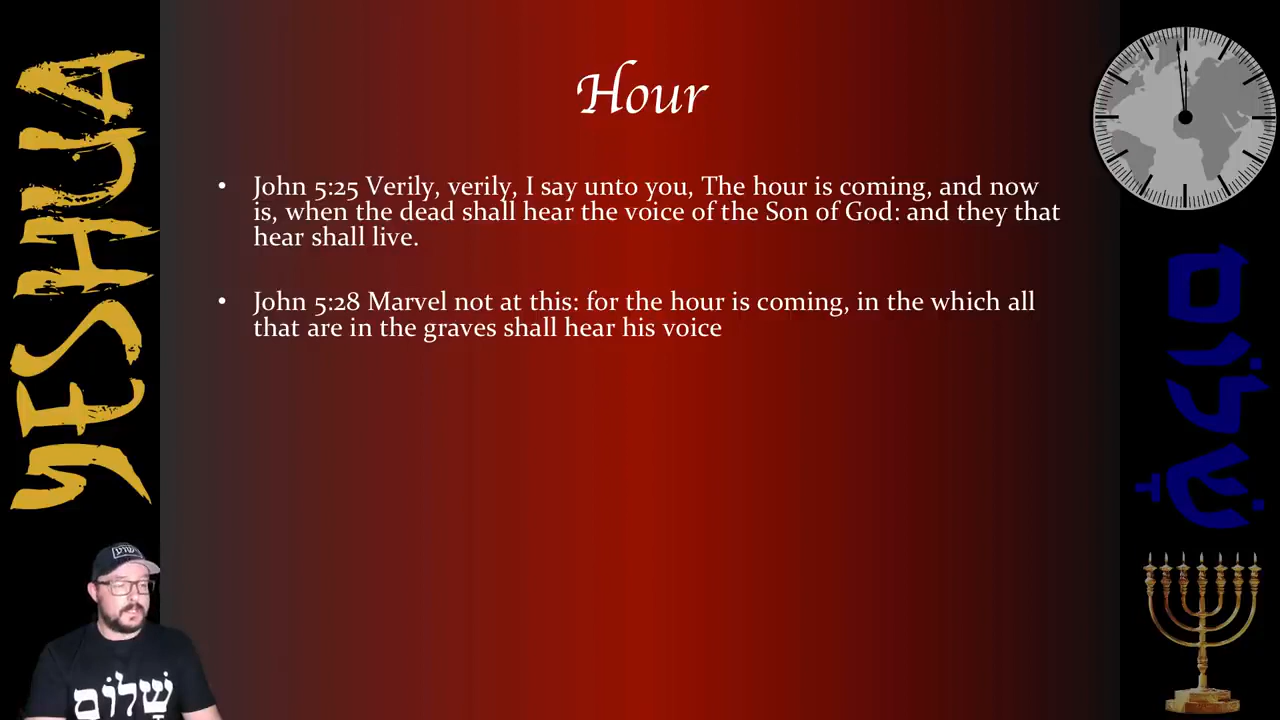 YESHUA
Hour
• John 5:25 Verily, verily, I say unto you, The hour is coming, and now
is, when the dead shall hear the voice of the Son of God: and they that
hear shall live.
• John 5:28 Marvel not at this: for the hour is coming, in the which all
that are in the graves shall hear his voice
שָׁלוֹם
ישוע
שָׁלוֹם